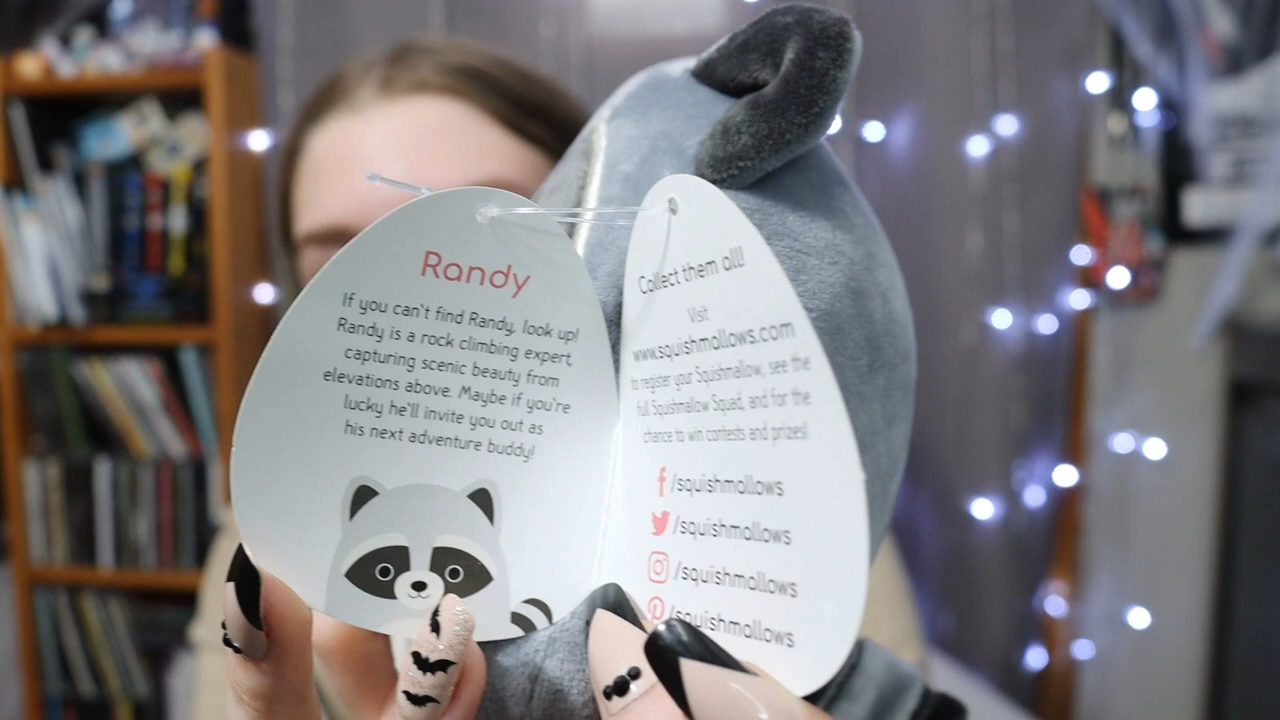 Randy
If you can't find Randy, look up!
Randy is a rock climbing expert,
capturing scenic beauty from
elevations above. Maybe if you're
lucky he'll invite you out as
his next adventure buddy!
Collect them all!
Visit
www.squishmallows.com
to register your Squishmallow, see the
full Squishmallow Squad, and for the
chance to win contests and prizes!
/squishmallows
/squishmallows
/squishmallows
/squishmallows